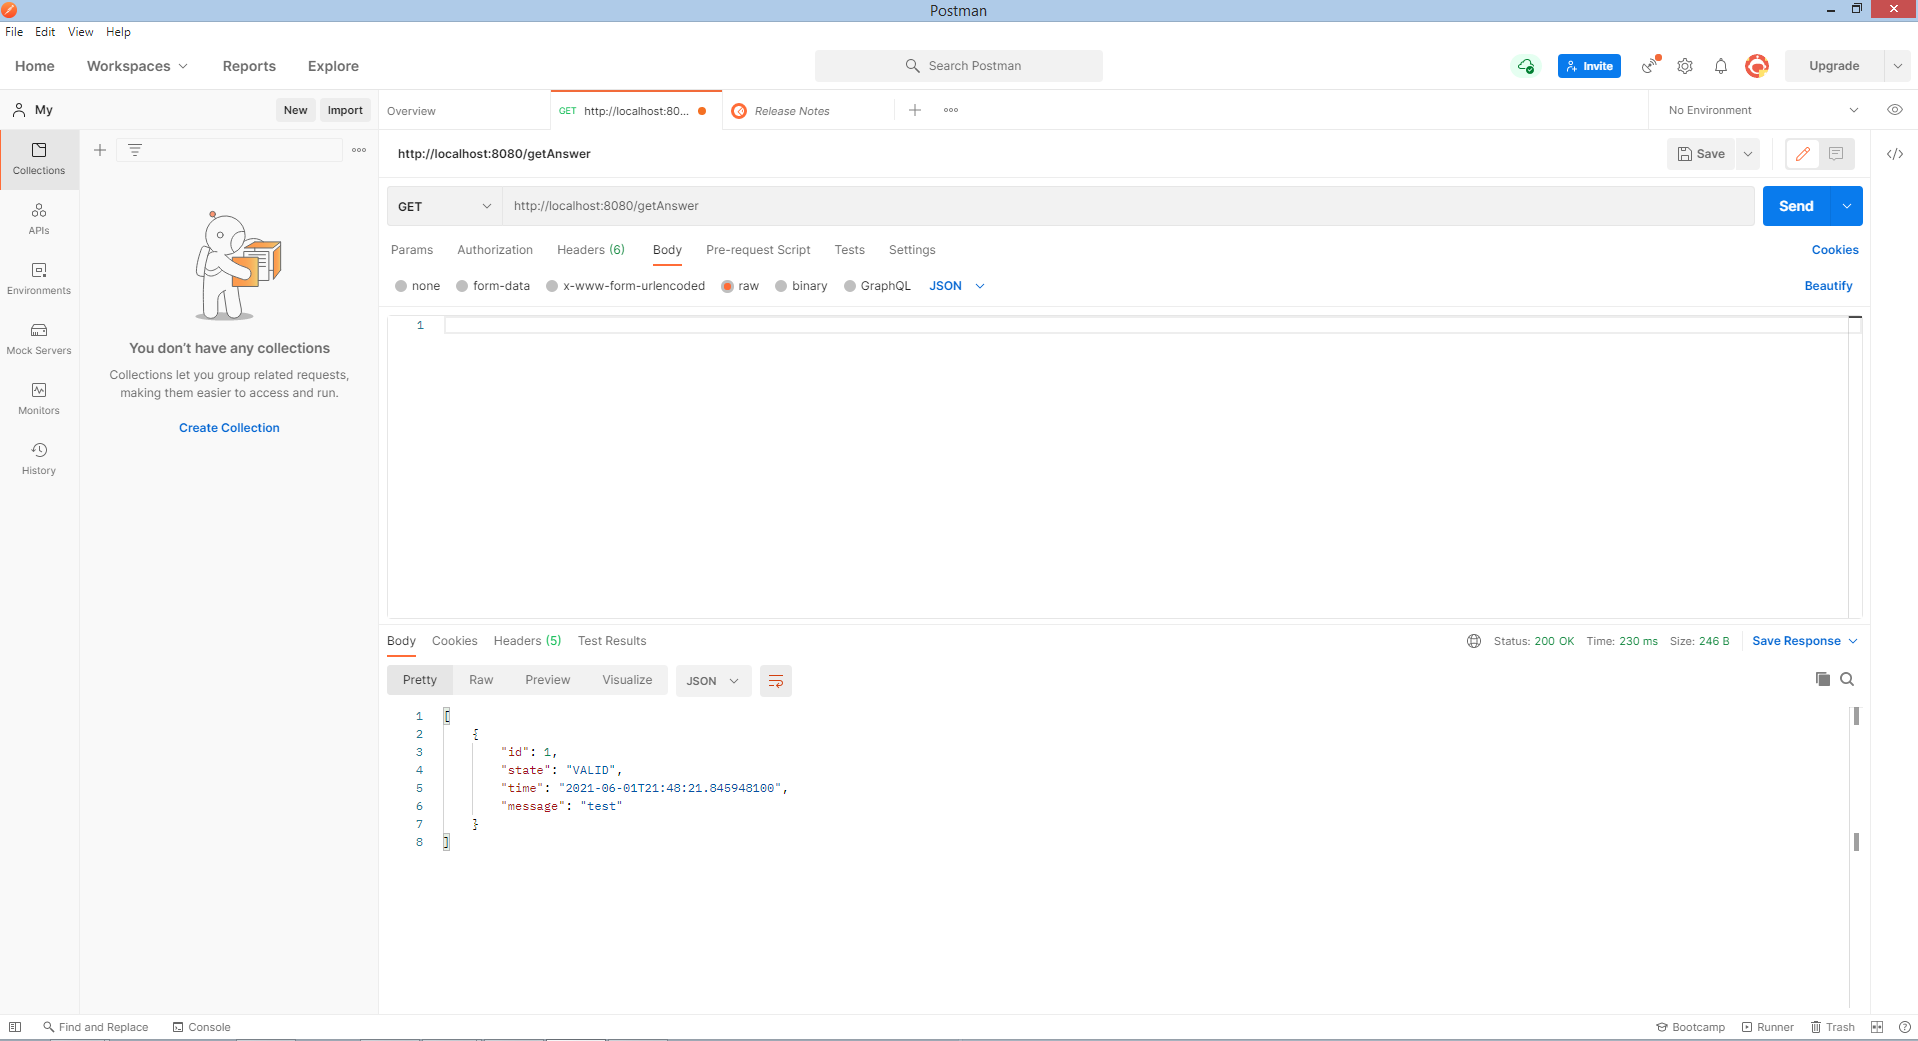 Postman
File Edit View Help
Home Workspaces Reports Explore Search Postman Invite Upgrade
My New Import Overview GET http://localhost:80... Release Notes No Environment
Collections
APIs
Environments
Mock Servers
Monitors
History
You don’t have any collections
Collections let you group related requests,
making them easier to access and run.
Create Collection
http://localhost:8080/getAnswer Save
GET http://localhost:8080/getAnswer Send
Params Authorization Headers (6) Body Pre-request Script Tests Settings Cookies
none form-data x-www-form-urlencoded raw binary GraphQL JSON Beautify
1
Body Cookies Headers (5) Test Results Status: 200 OK Time: 230 ms Size: 246 B Save Response
Pretty Raw Preview Visualize JSON
1 [
2 {
3 "id": 1,
4 "state": "VALID",
5 "time": "2021-06-01T21:48:21.845948100",
6 "message": "test"
7 }
8 ]
Find and Replace Console Bootcamp Runner Trash